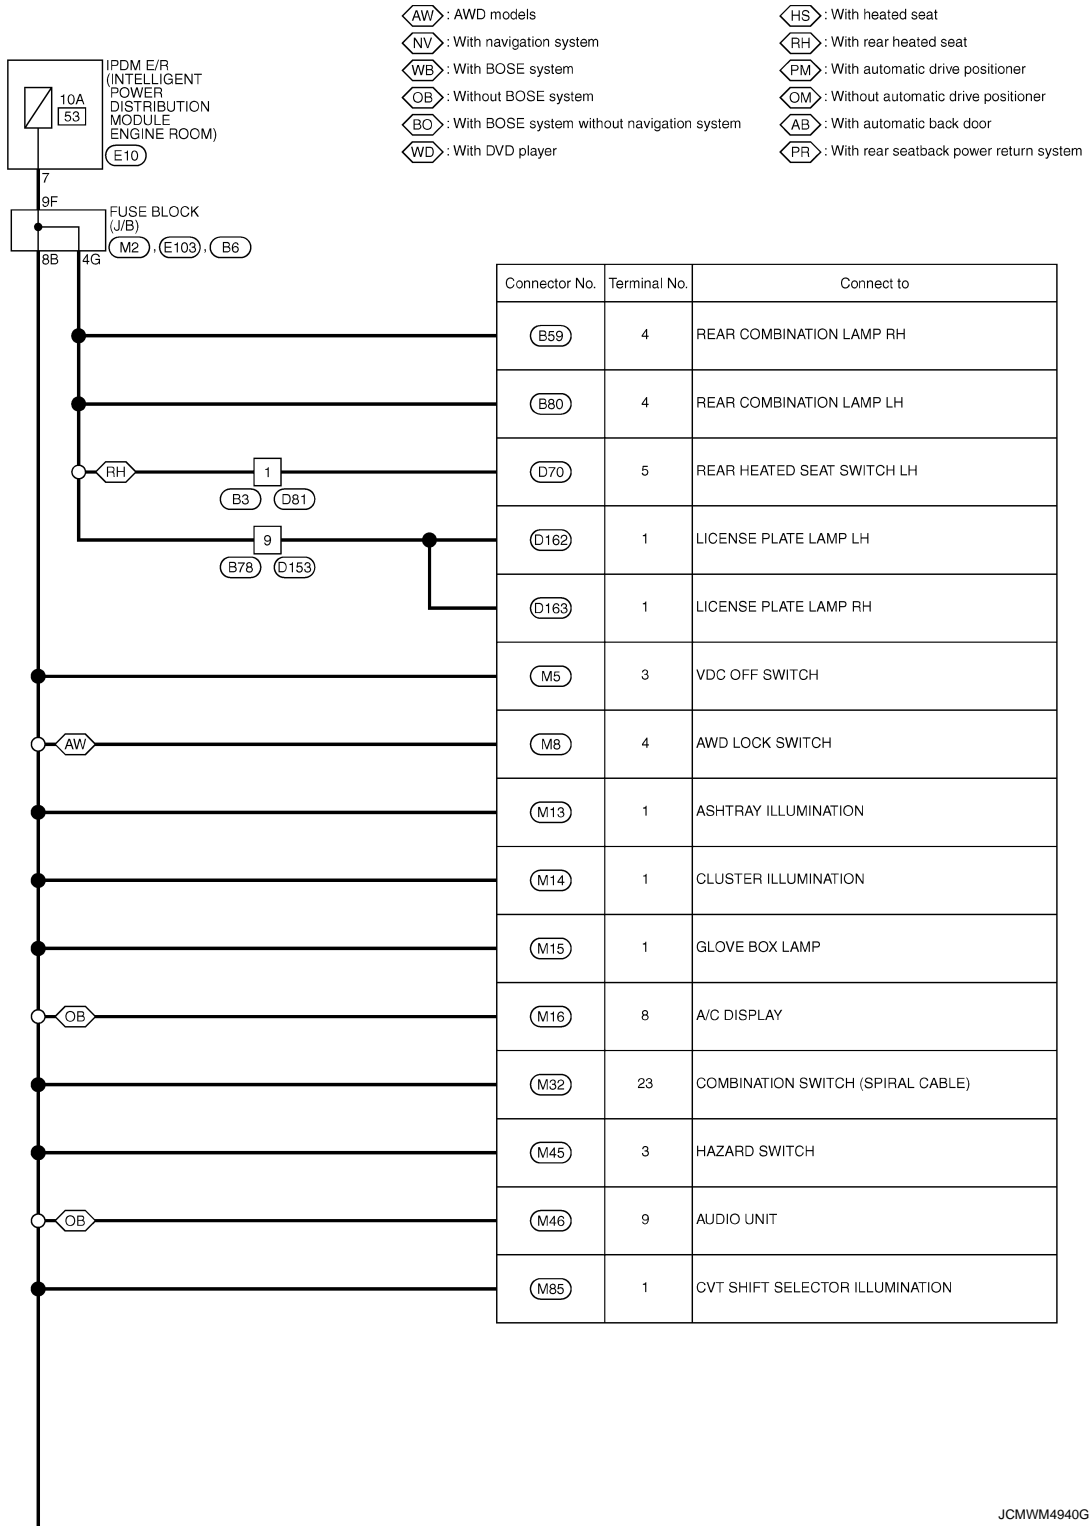 AW : AWD models
NV : With navigation system
WB : With BOSE system
OB : Without BOSE system
BO : With BOSE system without navigation system
WD : With DVD player
HS : With heated seat
RH : With rear heated seat
PM : With automatic drive positioner
OM : Without automatic drive positioner
AB : With automatic back door
PR : With rear seatback power return system
IPDM E/R
(INTELLIGENT
POWER
DISTRIBUTION
MODULE
ENGINE ROOM)
E10
10A
53
7
9F
FUSE BLOCK
(J/B)
M2 , E103 , B6
8B 4G
Connector No. Terminal No. Connect to
B59 4 REAR COMBINATION LAMP RH
B80 4 REAR COMBINATION LAMP LH
RH 1 D70 5 REAR HEATED SEAT SWITCH LH
B3 D81
9 D162 1 LICENSE PLATE LAMP LH
B78 D153
D163 1 LICENSE PLATE LAMP RH
M5 3 VDC OFF SWITCH
AW M8 4 AWD LOCK SWITCH
M13 1 ASHTRAY ILLUMINATION
M14 1 CLUSTER ILLUMINATION
M15 1 GLOVE BOX LAMP
OB M16 8 A/C DISPLAY
M32 23 COMBINATION SWITCH (SPIRAL CABLE)
M45 3 HAZARD SWITCH
OB M46 9 AUDIO UNIT
M85 1 CVT SHIFT SELECTOR ILLUMINATION
JCMWM4940G